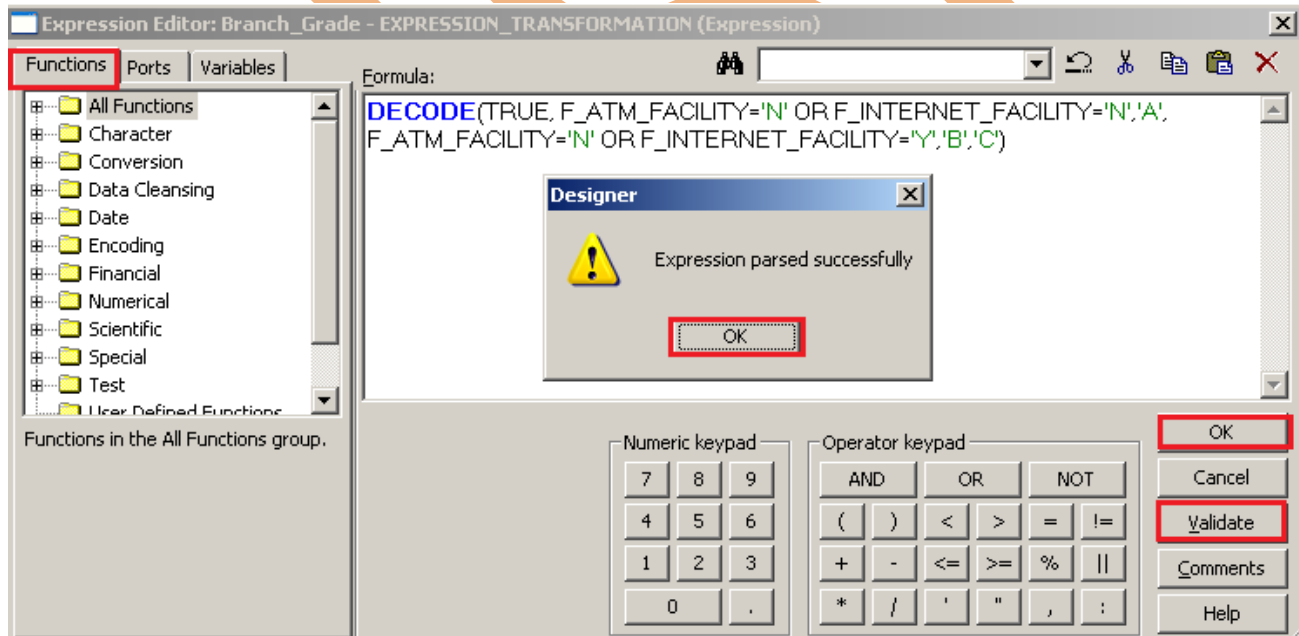 Expression Editor: Branch_Grade - EXPRESSION_TRANSFORMATION (Expression)
Functions Ports Variables
Formula:
All Functions
Character
Conversion
Data Cleansing
Date
Encoding
Financial
Numerical
Scientific
Special
Test
User Defined Functions
Functions in the All Functions group.
DECODE(TRUE, F_ATM_FACILITY='N' OR F_INTERNET_FACILITY='N','A',
F_ATM_FACILITY='N' OR F_INTERNET_FACILITY='Y','B','C')
Designer
Expression parsed successfully
OK
Numeric keypad
7 8 9
4 5 6
1 2 3
0 .
Operator keypad
AND OR NOT
( ) < > = !=
+ - <= >= % ||
* / ' " , :
OK
Cancel
Validate
Comments
Help